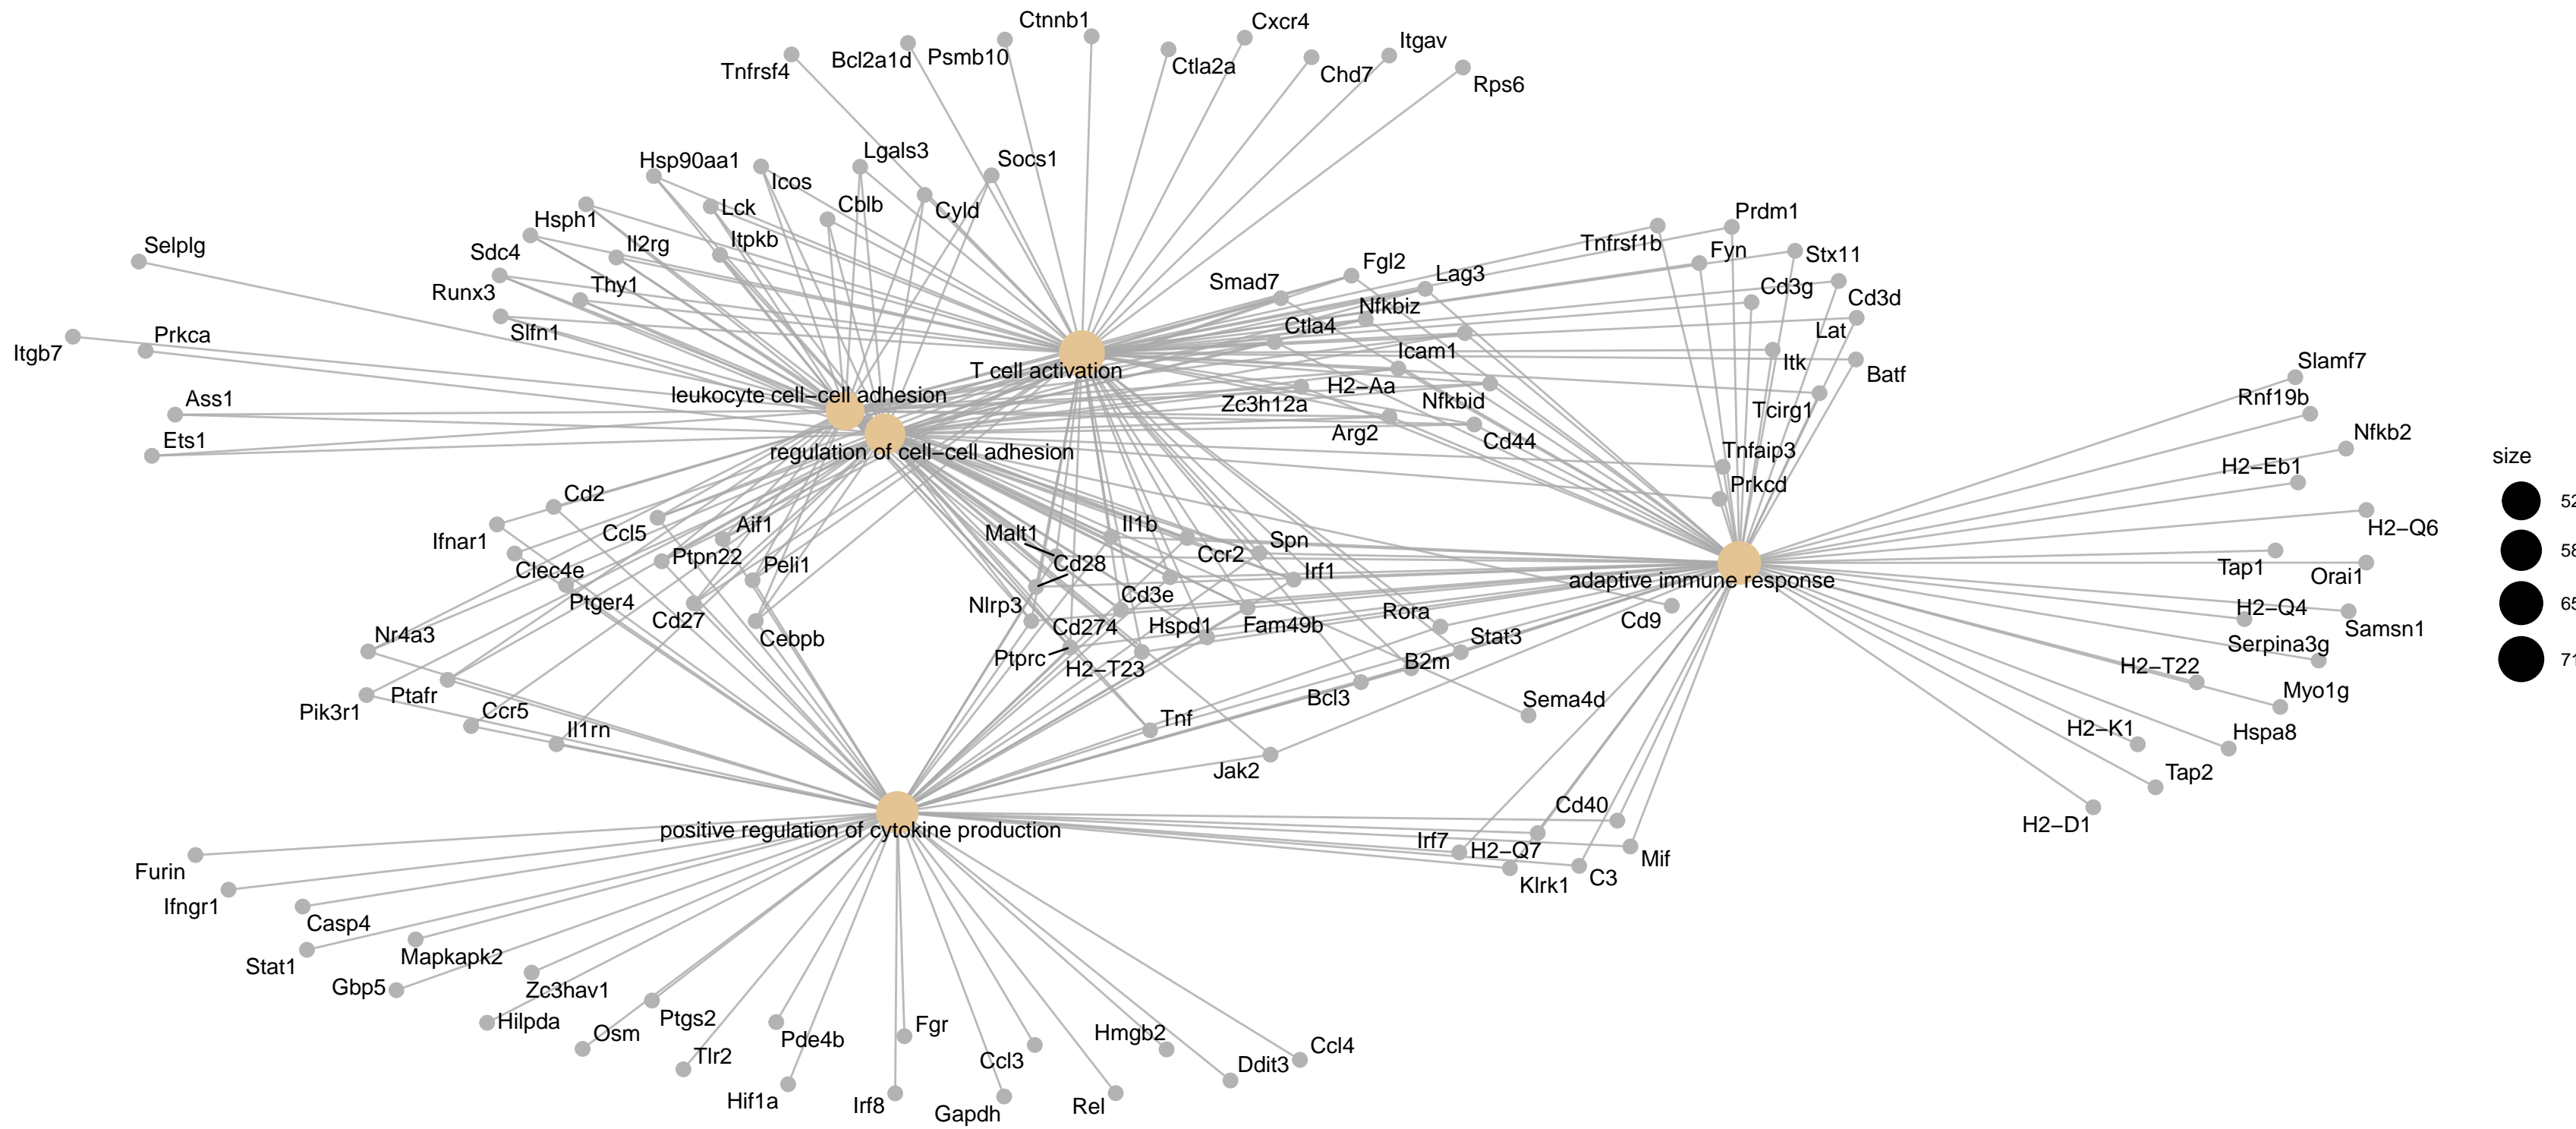 Ctnnb1
Cxcr4
Itgav
Tnfrsf4
Bcl2a1d
Psmb10
Ctla2a
Chd7
Rps6
Hsp90aa1
Lgals3
Socs1
Icos
Lck
Cblb
Cyld
Hsph1
Itpkb
Il2rg
Sdc4
Selplg
Runx3
Thy1
Slfn1
Prkca
Itgb7
Ass1
Ets1
Prdm1
Tnfrsf1b
Fyn
Stx11
Fgl2
Lag3
Smad7
Cd3g
Cd3d
Nfkbiz
Ctla4
Lat
Icam1
Itk
Batf
T cell activation
leukocyte cell−cell adhesion
H2−Aa
Nfkbid
Zc3h12a
Tcirg1
Arg2
Cd44
regulation of cell−cell adhesion
Tnfaip3
Prkcd
Slamf7
Rnf19b
Nfkb2
H2−Eb1
H2−Q6
Tap1
Orai1
size
52
58
65
71
Cd2
Ccl5
Aif1
Ifnar1
Ptpn22
Clec4e
Peli1
Ptger4
Cd27
Cebpb
Malt1
Il1b
Ccr2
Spn
Cd28
Irf1
Nlrp3
Cd3e
Cd274
Hspd1
Fam49b
Rora
adaptive immune response
Cd9
H2−Q4
Samsn1
Serpina3g
Stat3
Ptprc
H2−T23
B2m
Bcl3
Sema4d
H2−T22
Myo1g
Nr4a3
Ptafr
Pik3r1
Ccr5
Il1rn
Tnf
Jak2
H2−K1
Hspa8
Tap2
H2−D1
positive regulation of cytokine production
Cd40
Irf7
H2−Q7
Mif
Klrk1
C3
Furin
Ifngr1
Casp4
Stat1
Mapkapk2
Gbp5
Zc3hav1
Hilpda
Osm
Ptgs2
Tlr2
Pde4b
Hif1a
Fgr
Irf8
Ccl3
Gapdh
Hmgb2
Rel
Ddit3
Ccl4